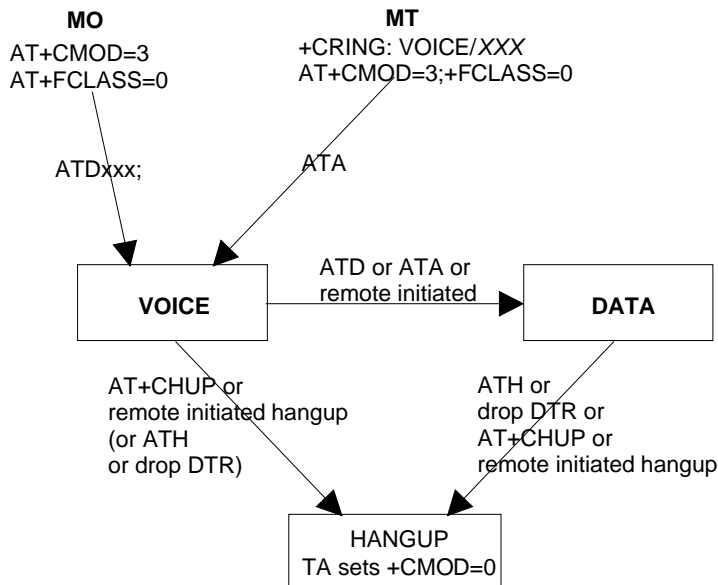 MO
AT+CMOD=3
AT+FCLASS=0
MT
+CRING: VOICE/XXX
AT+CMOD=3;+FCLASS=0
ATDxxx;
ATA
VOICE
ATD or ATA or
remote initiated
DATA
AT+CHUP or
remote initiated hangup
(or ATH
or drop DTR)
ATH or
drop DTR or
AT+CHUP or
remote initiated hangup
HANGUP
TA sets +CMOD=0